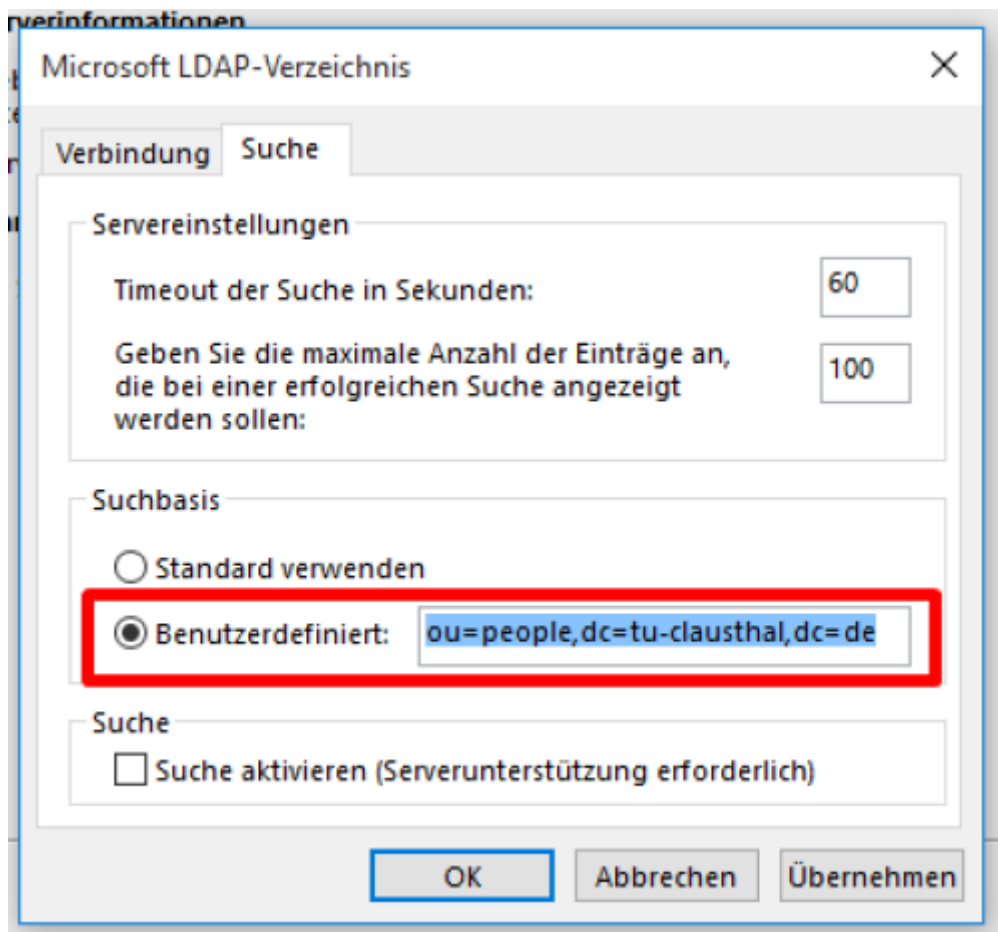 rverinformationen
Microsoft LDAP-Verzeichnis
Verbindung
Suche
Servereinstellungen
Timeout der Suche in Sekunden:
60
Geben Sie die maximale Anzahl der Einträge an,
die bei einer erfolgreichen Suche angezeigt
werden sollen:
100
Suchbasis
Standard verwenden
Benutzerdefiniert:
ou=people,dc=tu-clausthal,dc=de
Suche
Suche aktivieren (Serverunterstützung erforderlich)
OK
Abbrechen
Übernehmen